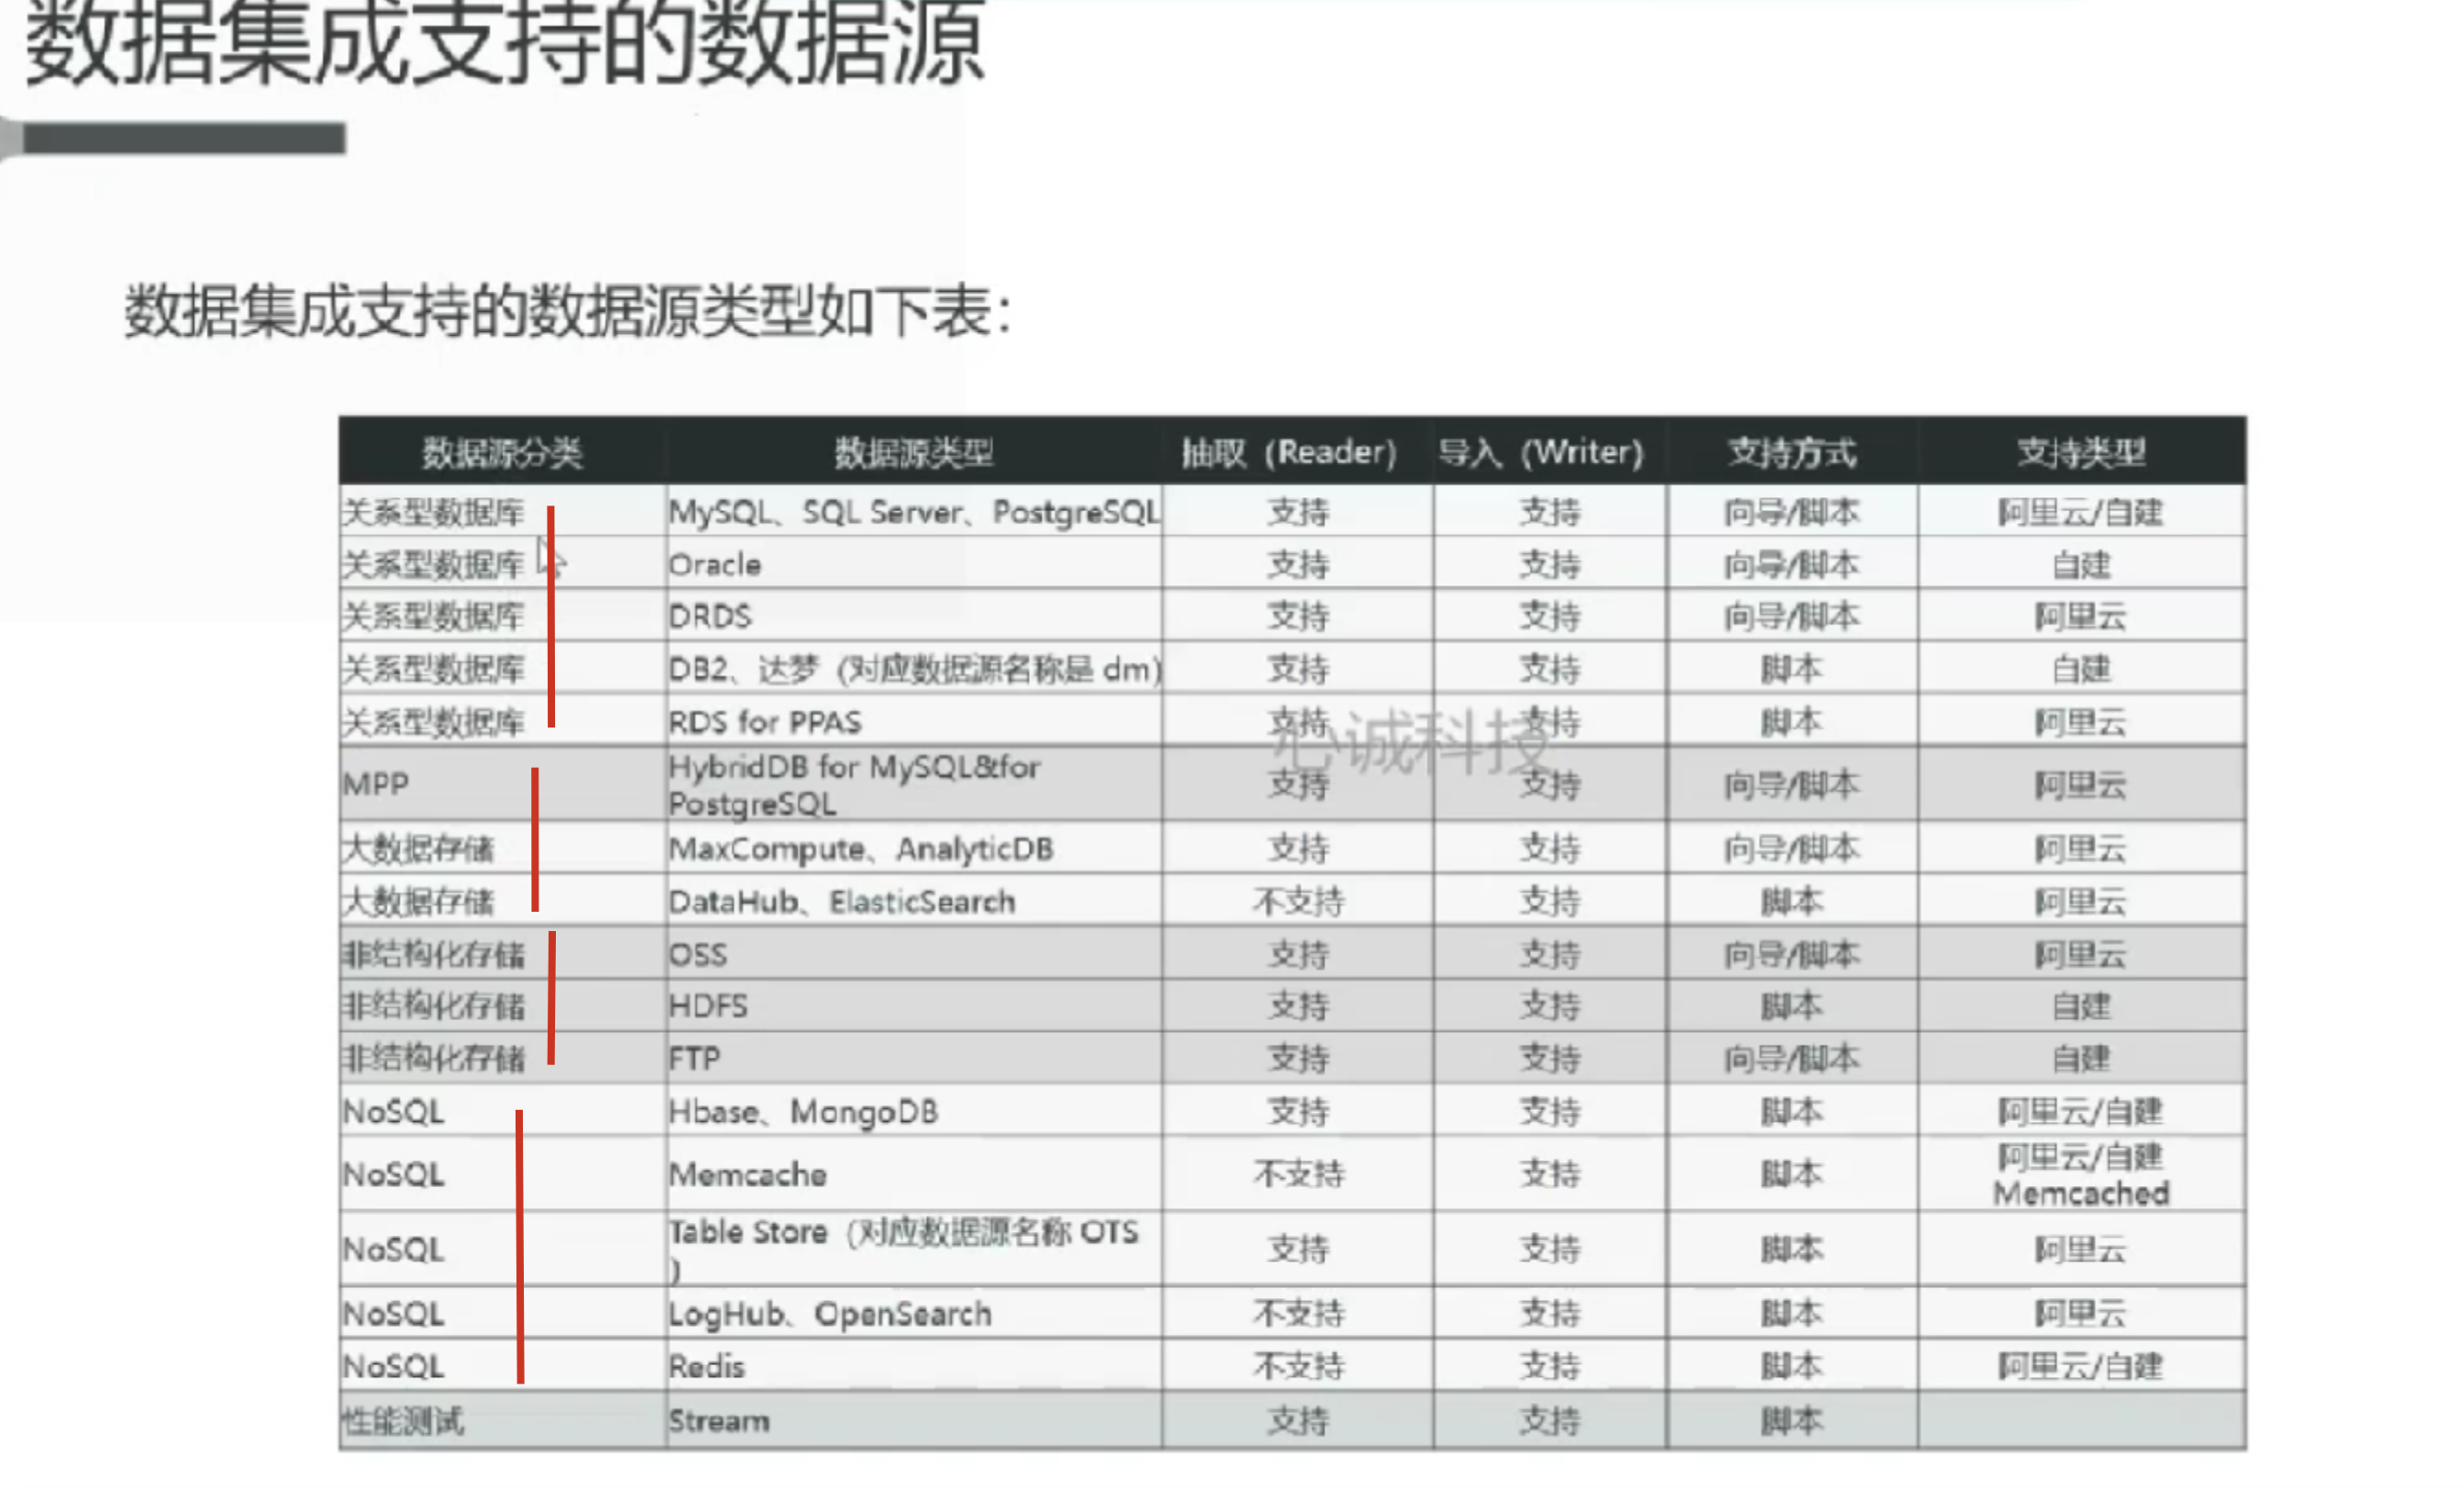 数据集成支持的数据源
数据集成支持的数据源类型如下表：
数据源分类 数据源类型 抽取（Reader） 导入（Writer） 支持方式 支持类型
关系型数据库 MySQL、SQL Server、PostgreSQL 支持 支持 向导/脚本 阿里云/自建
关系型数据库 Oracle 支持 支持 向导/脚本 自建
关系型数据库 DRDS 支持 支持 向导/脚本 阿里云
关系型数据库 DB2、达梦（对应数据源名称是 dm） 支持 支持 脚本 自建
关系型数据库 RDS for PPAS 支持 支持 脚本 阿里云
心诚科技
MPP HybridDB for MySQL&tfor
PostgreSQL 支持 支持 向导/脚本 阿里云
大数据存储 MaxCompute、AnalyticDB 支持 支持 向导/脚本 阿里云
大数据存储 DataHub、ElasticSearch 不支持 支持 脚本 阿里云
非结构化存储 OSS 支持 支持 向导/脚本 阿里云
非结构化存储 HDFS 支持 支持 脚本 自建
非结构化存储 FTP 支持 支持 向导/脚本 自建
NoSQL Hbase、MongoDB 支持 支持 脚本 阿里云/自建
NoSQL Memcache 不支持 支持 脚本 阿里云/自建
Memcached
NoSQL Table Store（对应数据源名称 OTS
） 支持 支持 脚本 阿里云
NoSQL LogHub、OpenSearch 不支持 支持 脚本 阿里云
NoSQL Redis 不支持 支持 脚本 阿里云/自建
性能测试 Stream 支持 支持 脚本